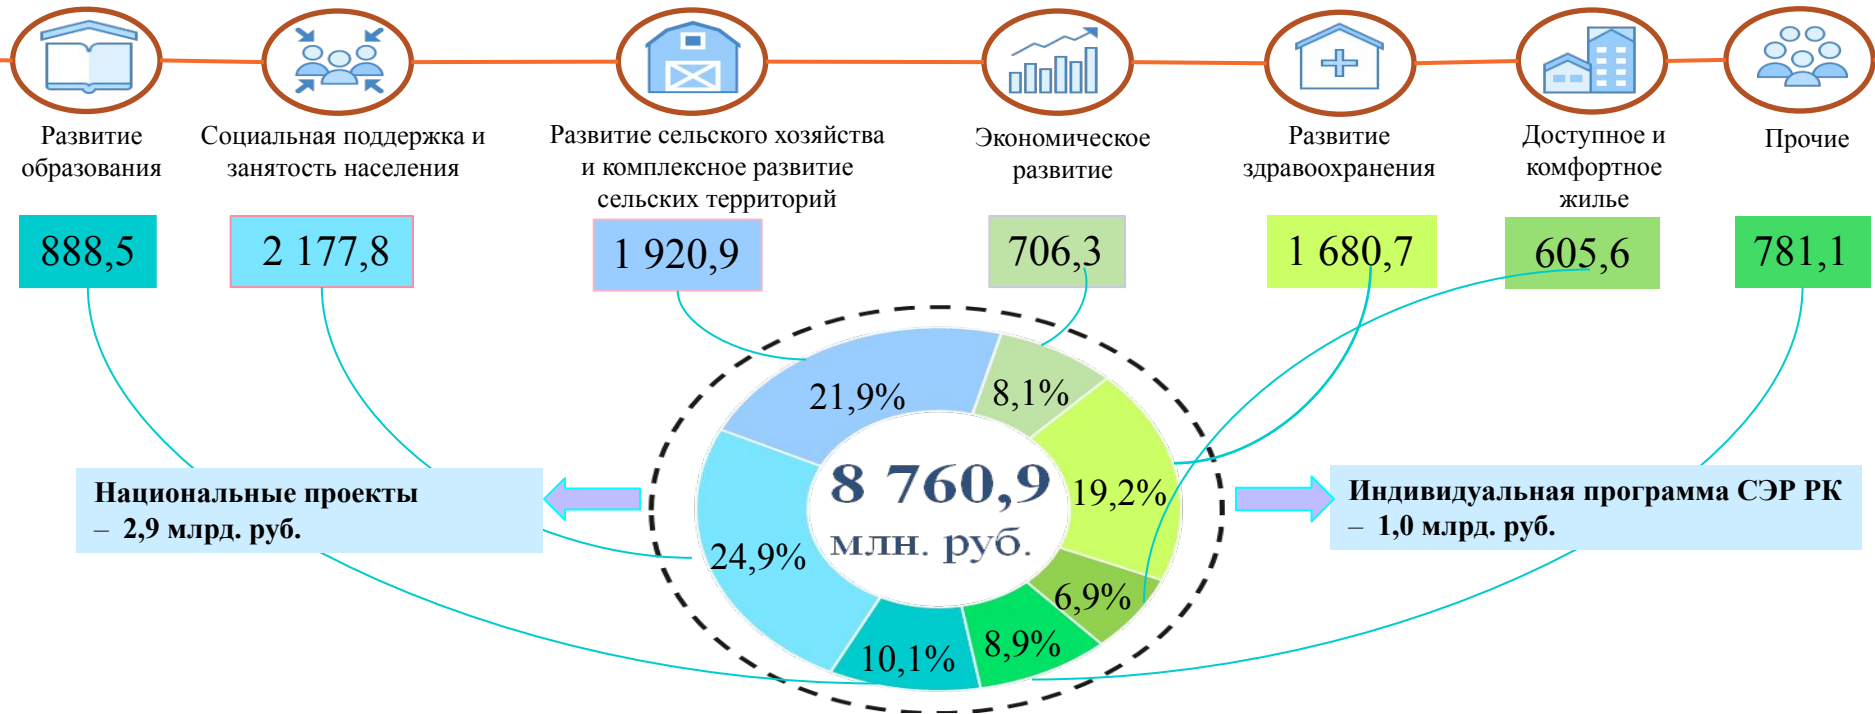 Развитие
образования
Социальная поддержка и
занятость населения
Развитие сельского хозяйства
и комплексное развитие
сельских территорий
Экономическое
развитие
Развитие
здравоохранения
Доступное и
комфортное
жилье
Прочие
888,5
2 177,8
1 920,9
706,3
1 680,7
605,6
781,1
21,9%
8,1%
19,2%
6,9%
8,9%
10,1%
24,9%
8 760,9
млн. руб.
Национальные проекты
– 2,9 млрд. руб.
Индивидуальная программа СЭР РК
– 1,0 млрд. руб.